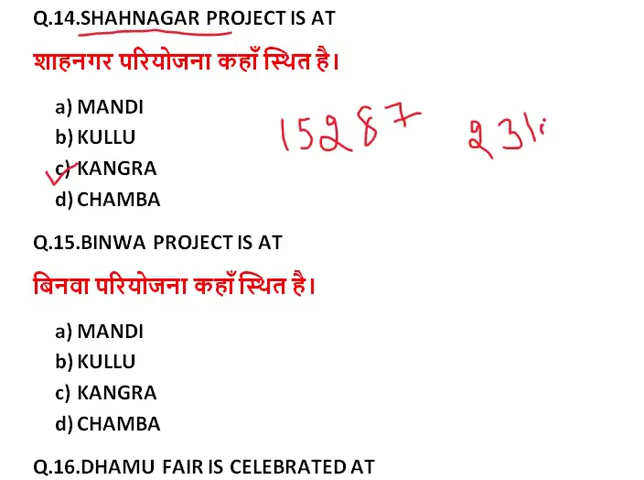 Q.14.SHAHNAGAR PROJECT IS AT
शाहनगर परियोजना कहाँ स्थित है।
a) MANDI
b) KULLU
c) KANGRA
d) CHAMBA
15287
Q.15.BINWA PROJECT IS AT
बिनवा परियोजना कहाँ स्थित है।
a) MANDI
b) KULLU
c) KANGRA
d) CHAMBA
Q.16.DHAMU FAIR IS CELEBRATED AT